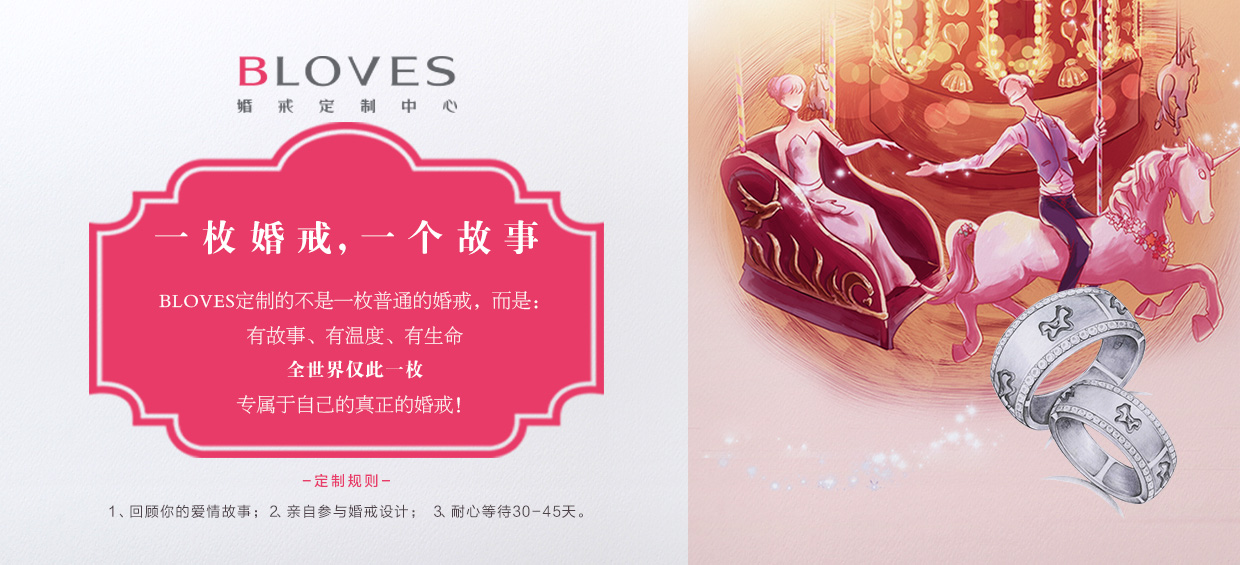 BLOVES
婚戒定制中心
一枚婚戒,一个故事
BLOVES定制的不是一枚普通的婚戒，而是：
有故事、有温度、有生命
全世界仅此一枚
专属于自己的真正的婚戒！
-定制规则-
1、回顾你的爱情故事；2、亲自参与婚戒设计； 3、耐心等待30-45天。